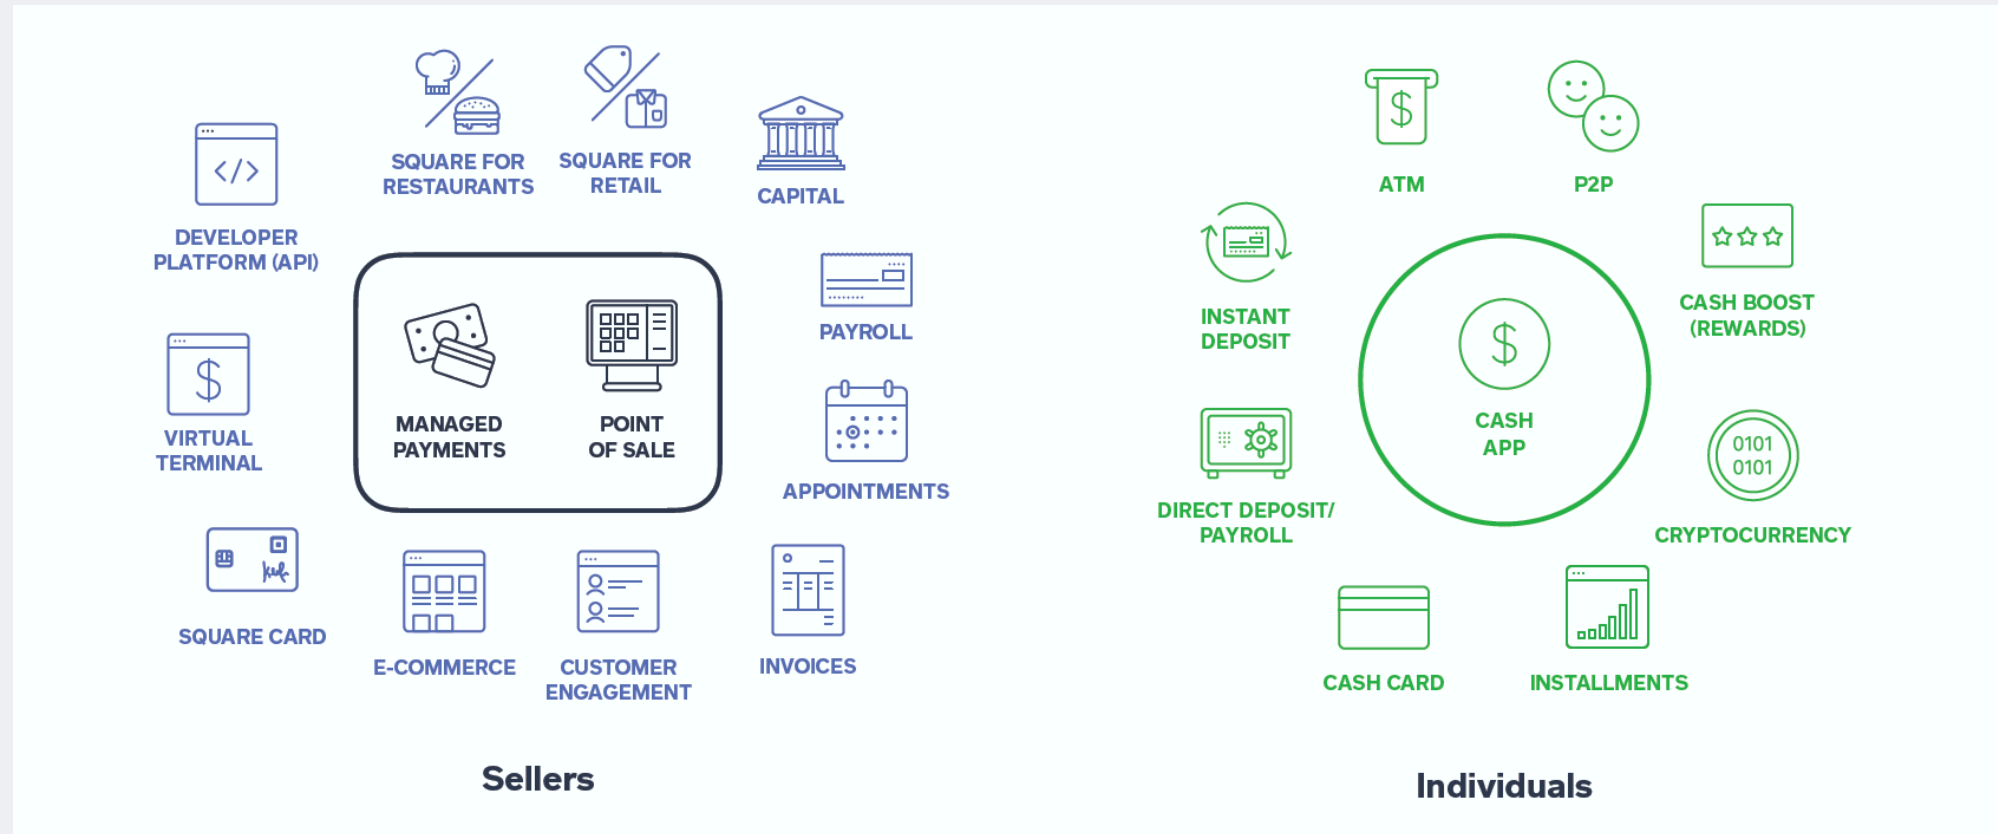 SQUARE FOR
RESTAURANTS
SQUARE FOR
RETAIL
CAPITAL
DEVELOPER
PLATFORM (API)
</>
PAYROLL
MANAGED
PAYMENTS
POINT
OF SALE
$
VIRTUAL
TERMINAL
APPOINTMENTS
SQUARE CARD
E-COMMERCE
CUSTOMER
ENGAGEMENT
INVOICES
Sellers
$
ATM
P2P
INSTANT
DEPOSIT
CASH BOOST
(REWARDS)
$
CASH
APP
DIRECT DEPOSIT/
PAYROLL
0101
0101
CRYPTOCURRENCY
CASH CARD
INSTALLMENTS
Individuals